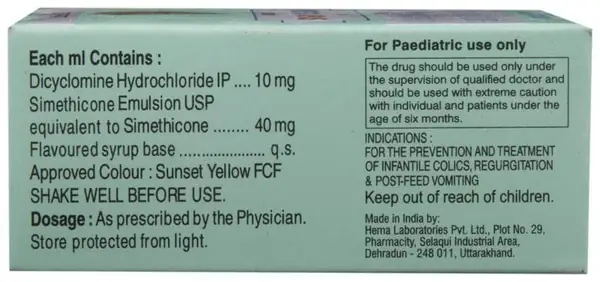 Each ml Contains :
Dicyclomine Hydrochloride IP .... 10 mg
Simethicone Emulsion USP
equivalent to Simethicone ........ 40 mg
Flavoured syrup base ................... q.s.
Approved Colour : Sunset Yellow FCF
SHAKE WELL BEFORE USE.
Dosage : As prescribed by the Physician.
Store protected from light.
For Paediatric use only
The drug should be used only under
the supervision of qualified doctor and
should be used with extreme caution
with individual and patients under the
age of six months.
INDICATIONS :
FOR THE PREVENTION AND TREATMENT
OF INFANTILE COLICS, REGURGITATION
& POST-FEED VOMITING
Keep out of reach of children.
Made in India by:
Hema Laboratories Pvt. Ltd., Plot No. 29,
Pharmacity, Selaqui Industrial Area,
Dehradun - 248 011, Uttarakhand.